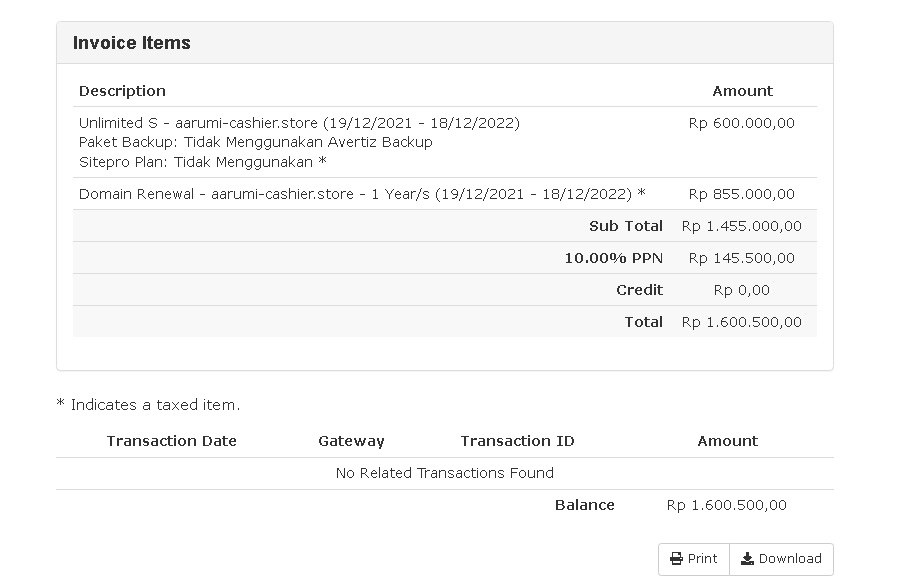 Invoice Items
Description Amount
Unlimited S - aarumi-cashier.store (19/12/2021 - 18/12/2022) Rp 600.000,00
Paket Backup: Tidak Menggunakan Avertiz Backup
Sitepro Plan: Tidak Menggunakan *
Domain Renewal - aarumi-cashier.store - 1 Year/s (19/12/2021 - 18/12/2022) * Rp 855.000,00
Sub Total Rp 1.455.000,00
10.00% PPN Rp 145.500,00
Credit Rp 0,00
Total Rp 1.600.500,00
* Indicates a taxed item.
Transaction Date Gateway Transaction ID Amount
No Related Transactions Found
Balance Rp 1.600.500,00
Print Download